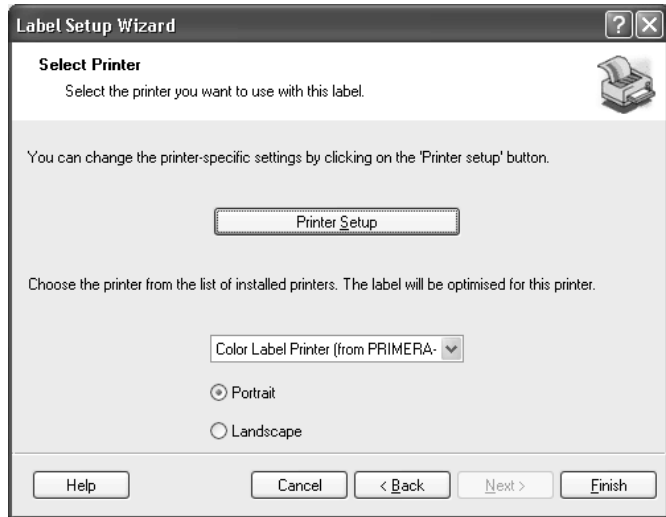 Label Setup Wizard
Select Printer
Select the printer you want to use with this label.
You can change the printer-specific settings by clicking on the 'Printer setup' button.
Printer Setup
Choose the printer from the list of installed printers. The label will be optimised for this printer.
Color Label Printer (from PRIMERA-
Portrait
Landscape
Help Cancel < Back Next > Finish